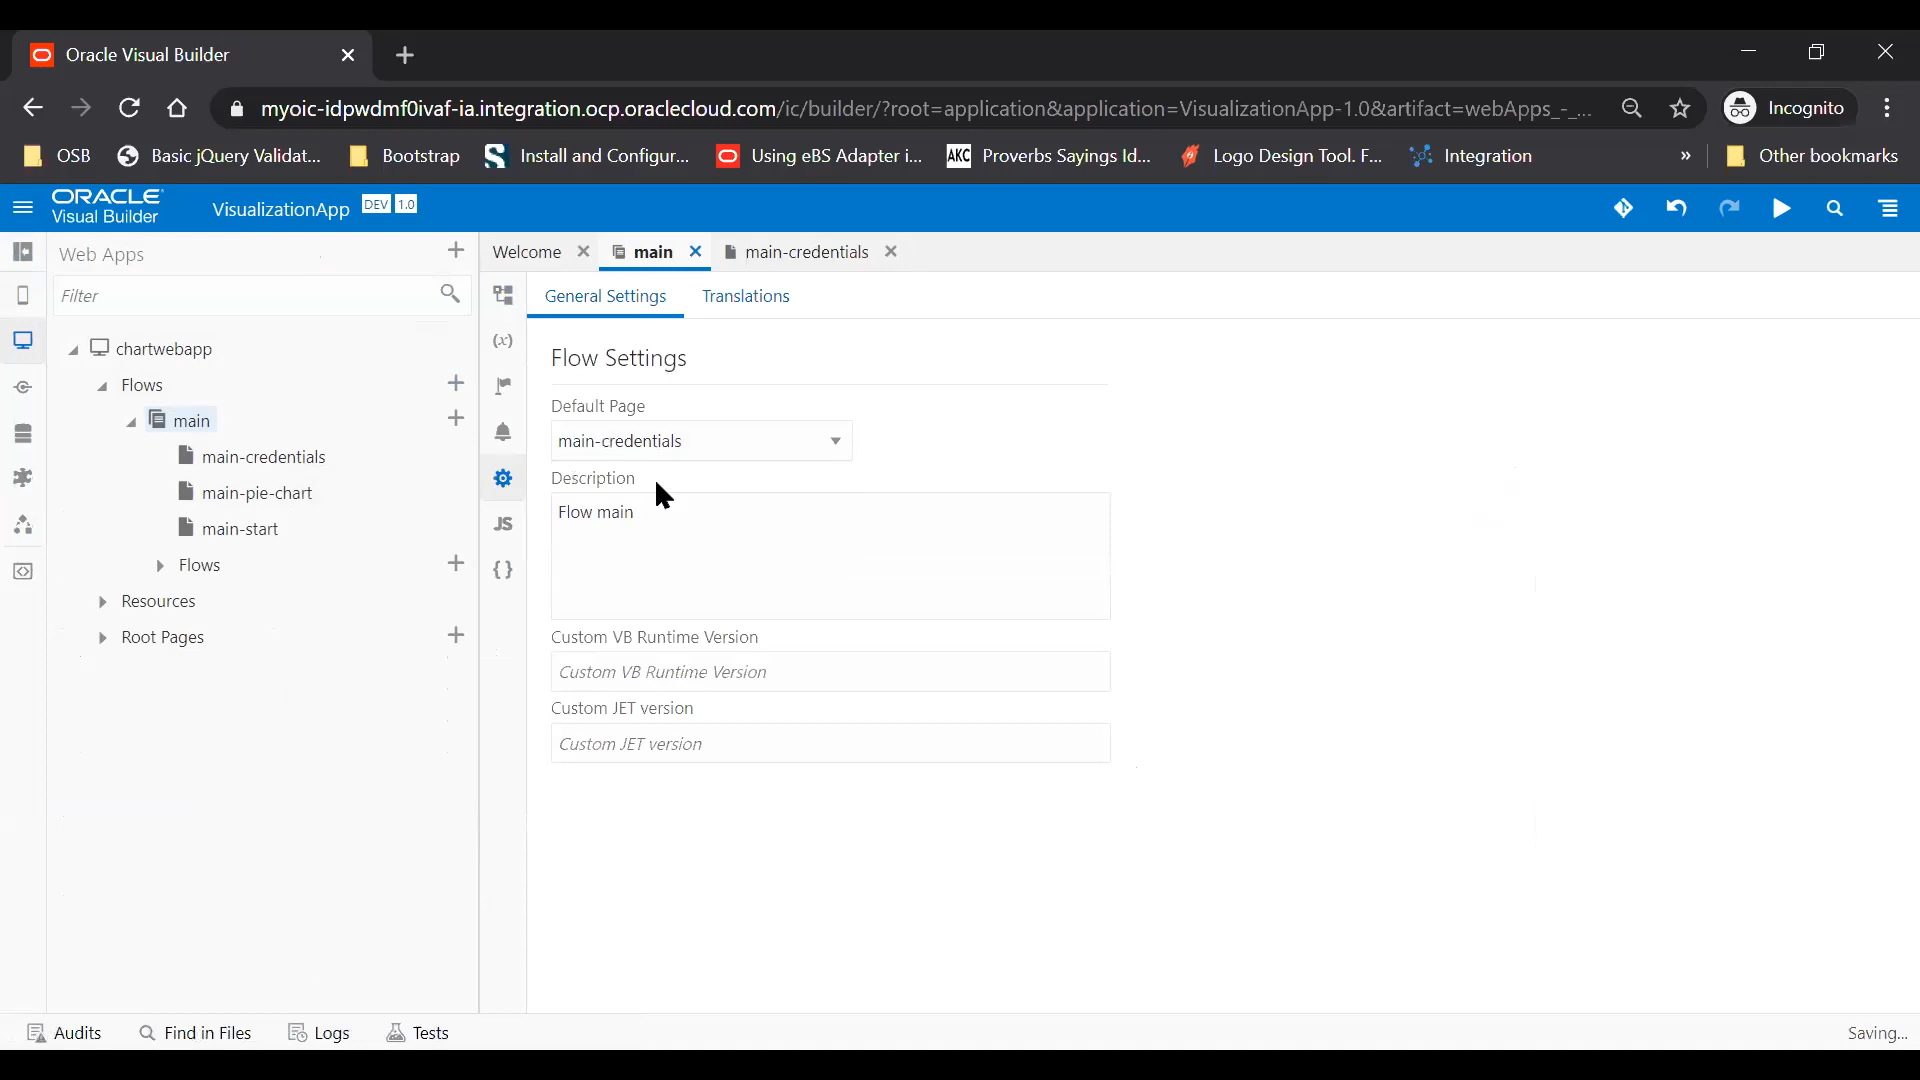 Oracle Visual Builder
myoic-idpwdmf0ivaf-ia.integration.ocp.oraclecloud.com/ic/builder/?root=application&application=VisualizationApp-1.0&artifact=webApps_-_...
Incognito
OSB
Basic jQuery Validat...
Bootstrap
Install and Configur...
Using eBS Adapter i...
AKC
Proverbs Sayings Id...
Logo Design Tool. F...
Integration
»
Other bookmarks
ORACLE
Visual Builder
VisualizationApp
DEV
1.0
Web Apps
Welcome
main
main-credentials
Filter
General Settings
Translations
chartwebapp
Flows
main
main-credentials
main-pie-chart
main-start
Flows
Resources
Root Pages
(x)
JS
{ }
Flow Settings
Default Page
main-credentials
Description
Flow main
Custom VB Runtime Version
Custom VB Runtime Version
Custom JET version
Custom JET version
Audits
Find in Files
Logs
Tests
Saving...